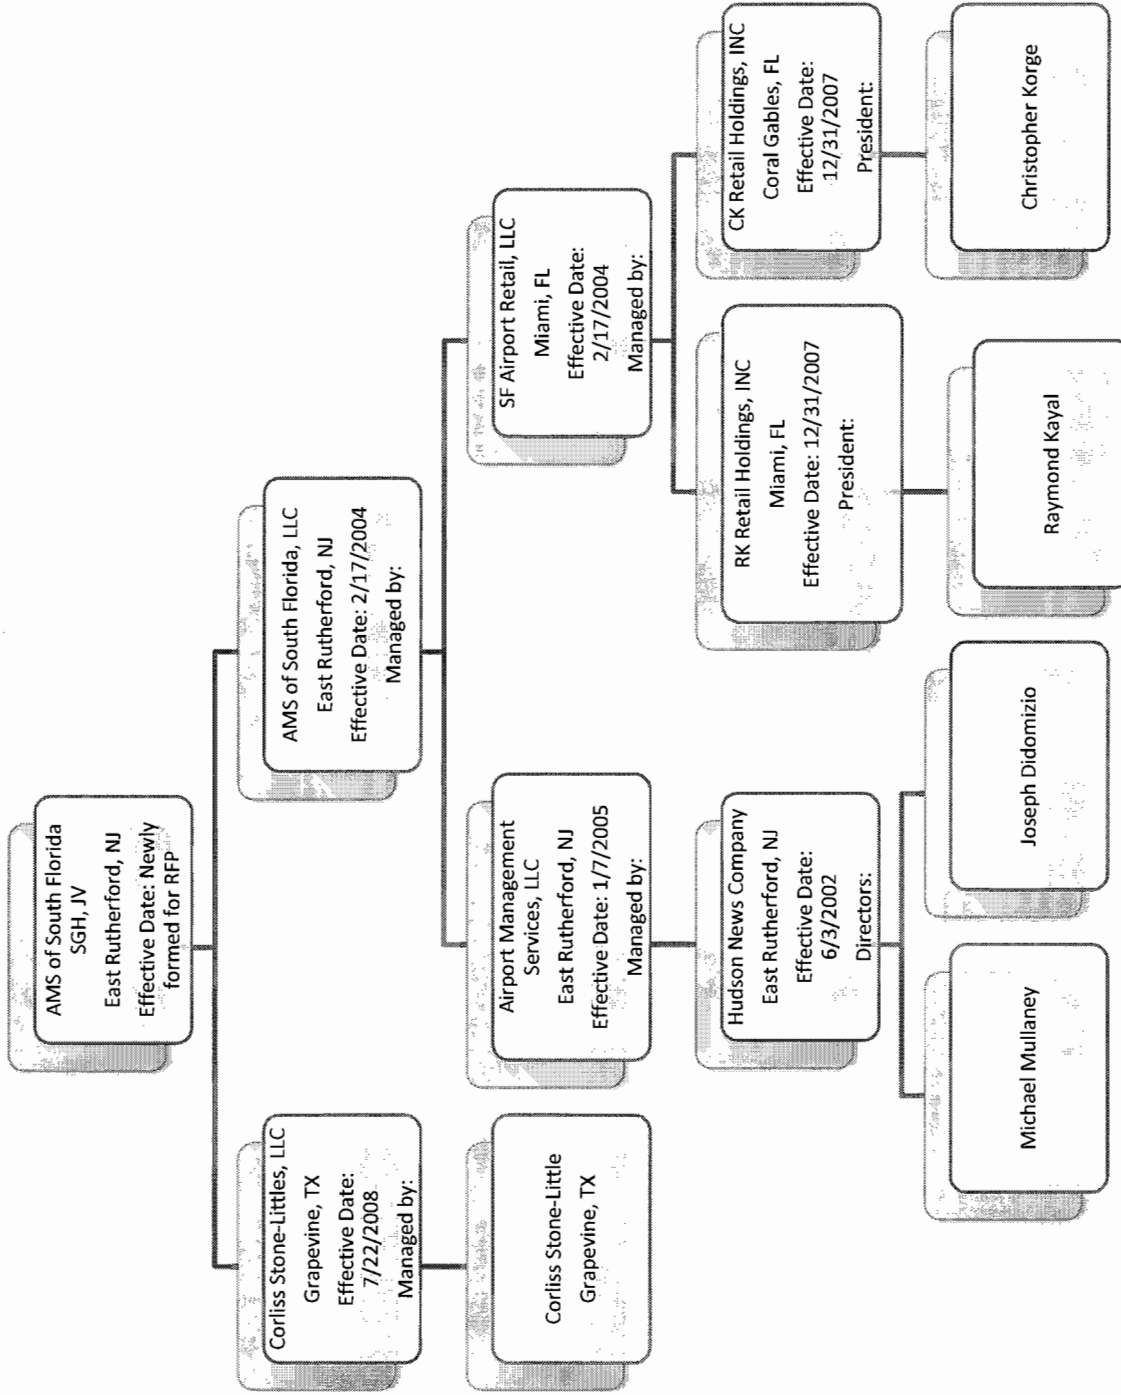 AMS of South Florida
SGH, JV
East Rutherford, NJ
Effective Date: Newly
formed for RFP
Corliss Stone-Littles, LLC
Grapevine, TX
Effective Date:
7/22/2008
Managed by:
AMS of South Florida, LLC
East Rutherford, NJ
Effective Date: 2/17/2004
Managed by:
Corliss Stone-Little
Grapevine, TX
Airport Management
Services, LLC
East Rutherford, NJ
Effective Date: 1/7/2005
Managed by:
SF Airport Retail, LLC
Miami, FL
Effective Date:
2/17/2004
Managed by:
Hudson News Company
East Rutherford, NJ
Effective Date:
6/3/2002
Directors:
RK Retail Holdings, INC
Miami, FL
Effective Date: 12/31/2007
President:
CK Retail Holdings, INC
Coral Gables, FL
Effective Date:
12/31/2007
President:
Michael Mullaney
Joseph Didomizio
Raymond Kayal
Christopher Korge